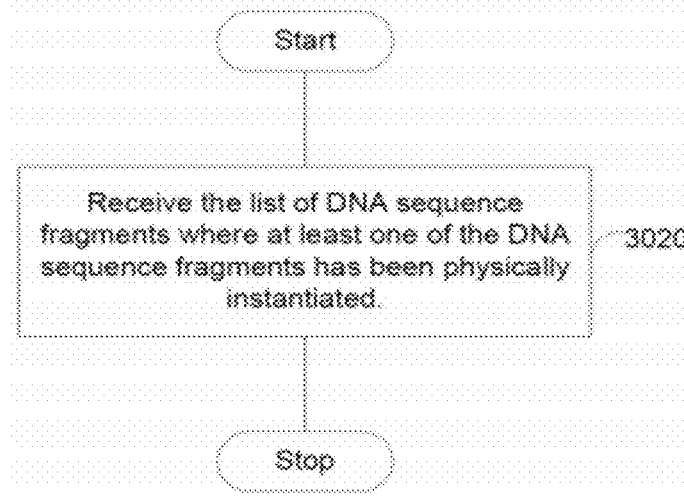 Start
Receive the list of DNA sequence
fragments where at least one of the DNA
sequence fragments has been physically
instantiated.
3020
Stop